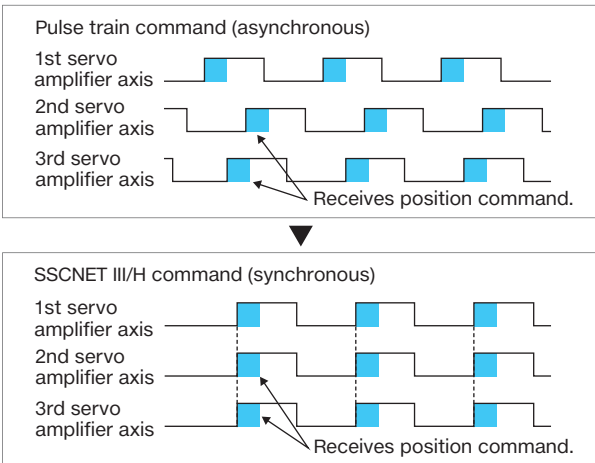 Pulse train command (asynchronous)
1st servo
amplifier axis
2nd servo
amplifier axis
3rd servo
amplifier axis
Receives position command.
SSCNET III/H command (synchronous)
1st servo
amplifier axis
2nd servo
amplifier axis
3rd servo
amplifier axis
Receives position command.